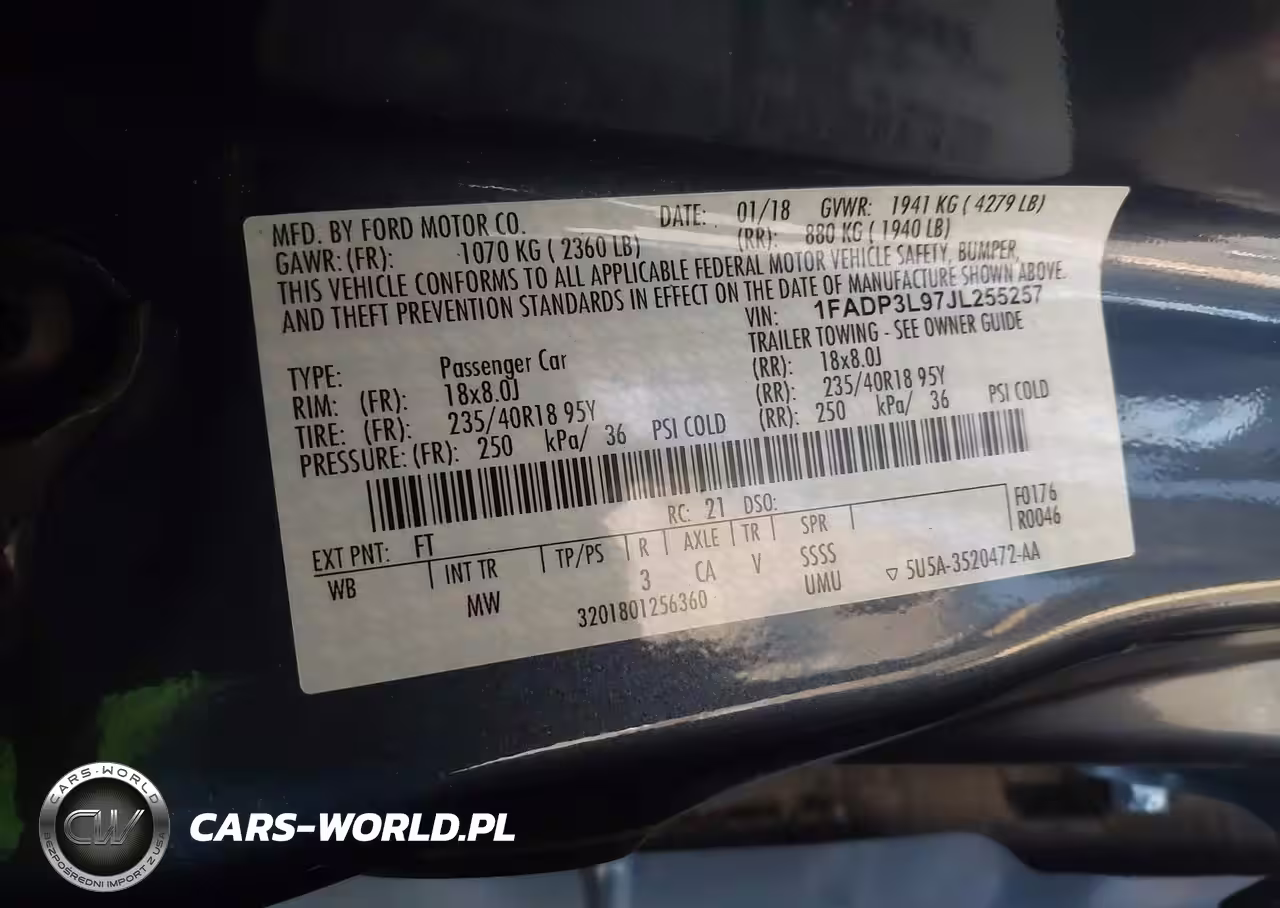 MFD. BY FORD MOTOR CO. DATE: 01/18 GVWR: 1941 KG ( 4279 LB)
GAWR: (FR): 1070 KG ( 2360 LB) (RR): 880 KG ( 1940 LB)
THIS VEHICLE CONFORMS TO ALL APPLICABLE FEDERAL MOTOR VEHICLE SAFETY, BUMPER,
AND THEFT PREVENTION STANDARDS IN EFFECT ON THE DATE OF MANUFACTURE SHOWN ABOVE.
VIN: 1FADP3L97JL255257
TRAILER TOWING - SEE OWNER GUIDE
TYPE: Passenger Car
RIM: (FR): 18x8.0J (RR): 18x8.0J
TIRE: (FR): 235/40R18 95Y (RR): 235/40R18 95Y
PRESSURE: (FR): 250 kPa/ 36 PSI COLD (RR): 250 kPa/ 36 PSI COLD
RC: 21 DSO: F0176
EXT PNT: FT R0046
WB INT TR TP/PS R AXLE TR SPR
MW 3 CA V SSSS
UMU
3201801256360 ▽ 5U5A-3520472-AA
CARS-WORLD
CW
BEZPOŚREDNI IMPORT Z USA
CARS-WORLD.PL